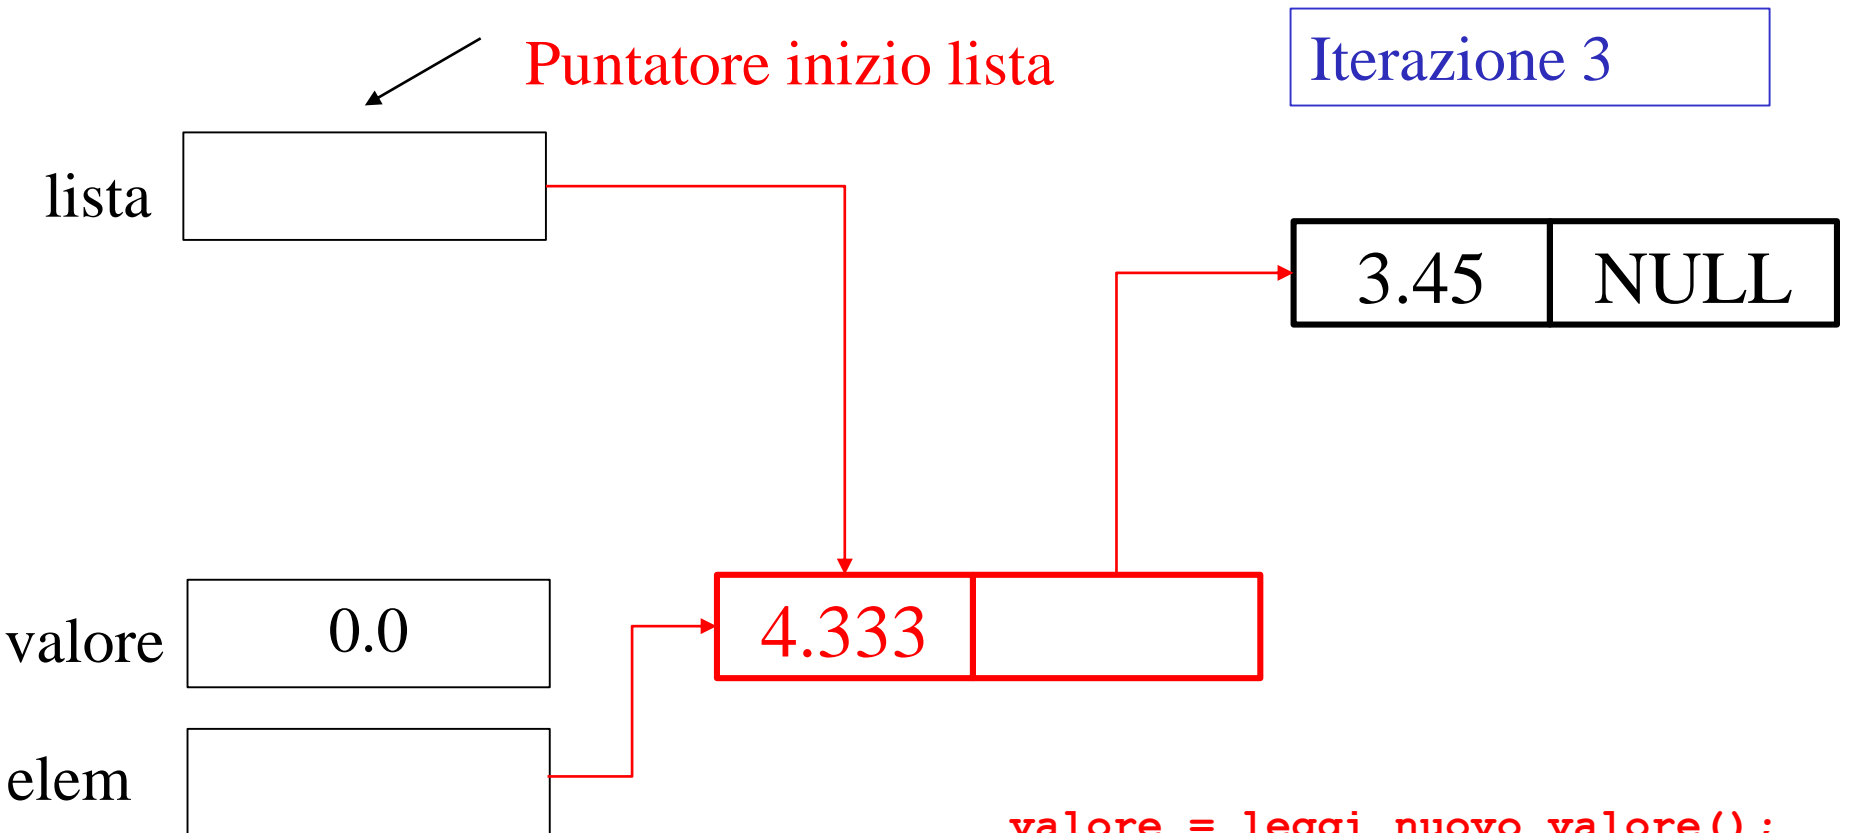 Puntatore inizio lista
Iterazione 3
lista
3.45 NULL
valore 0.0
4.333
elem
valore = leggi_nuovo_valore();